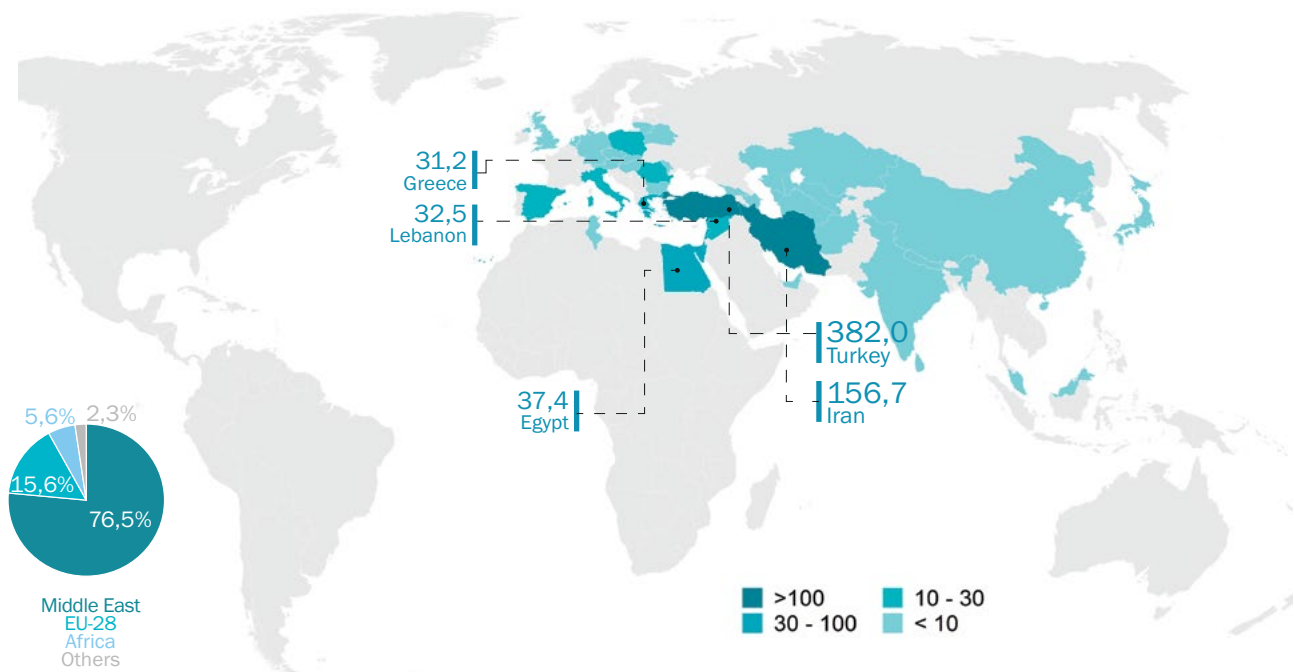 31,2
Greece
32,5
Lebanon
382,0
Turkey
156,7
Iran
37,4
Egypt
5,6%
2,3%
15,6%
76,5%
Middle East
EU-28
Africa
Others
>100
10 - 30
30 - 100
< 10